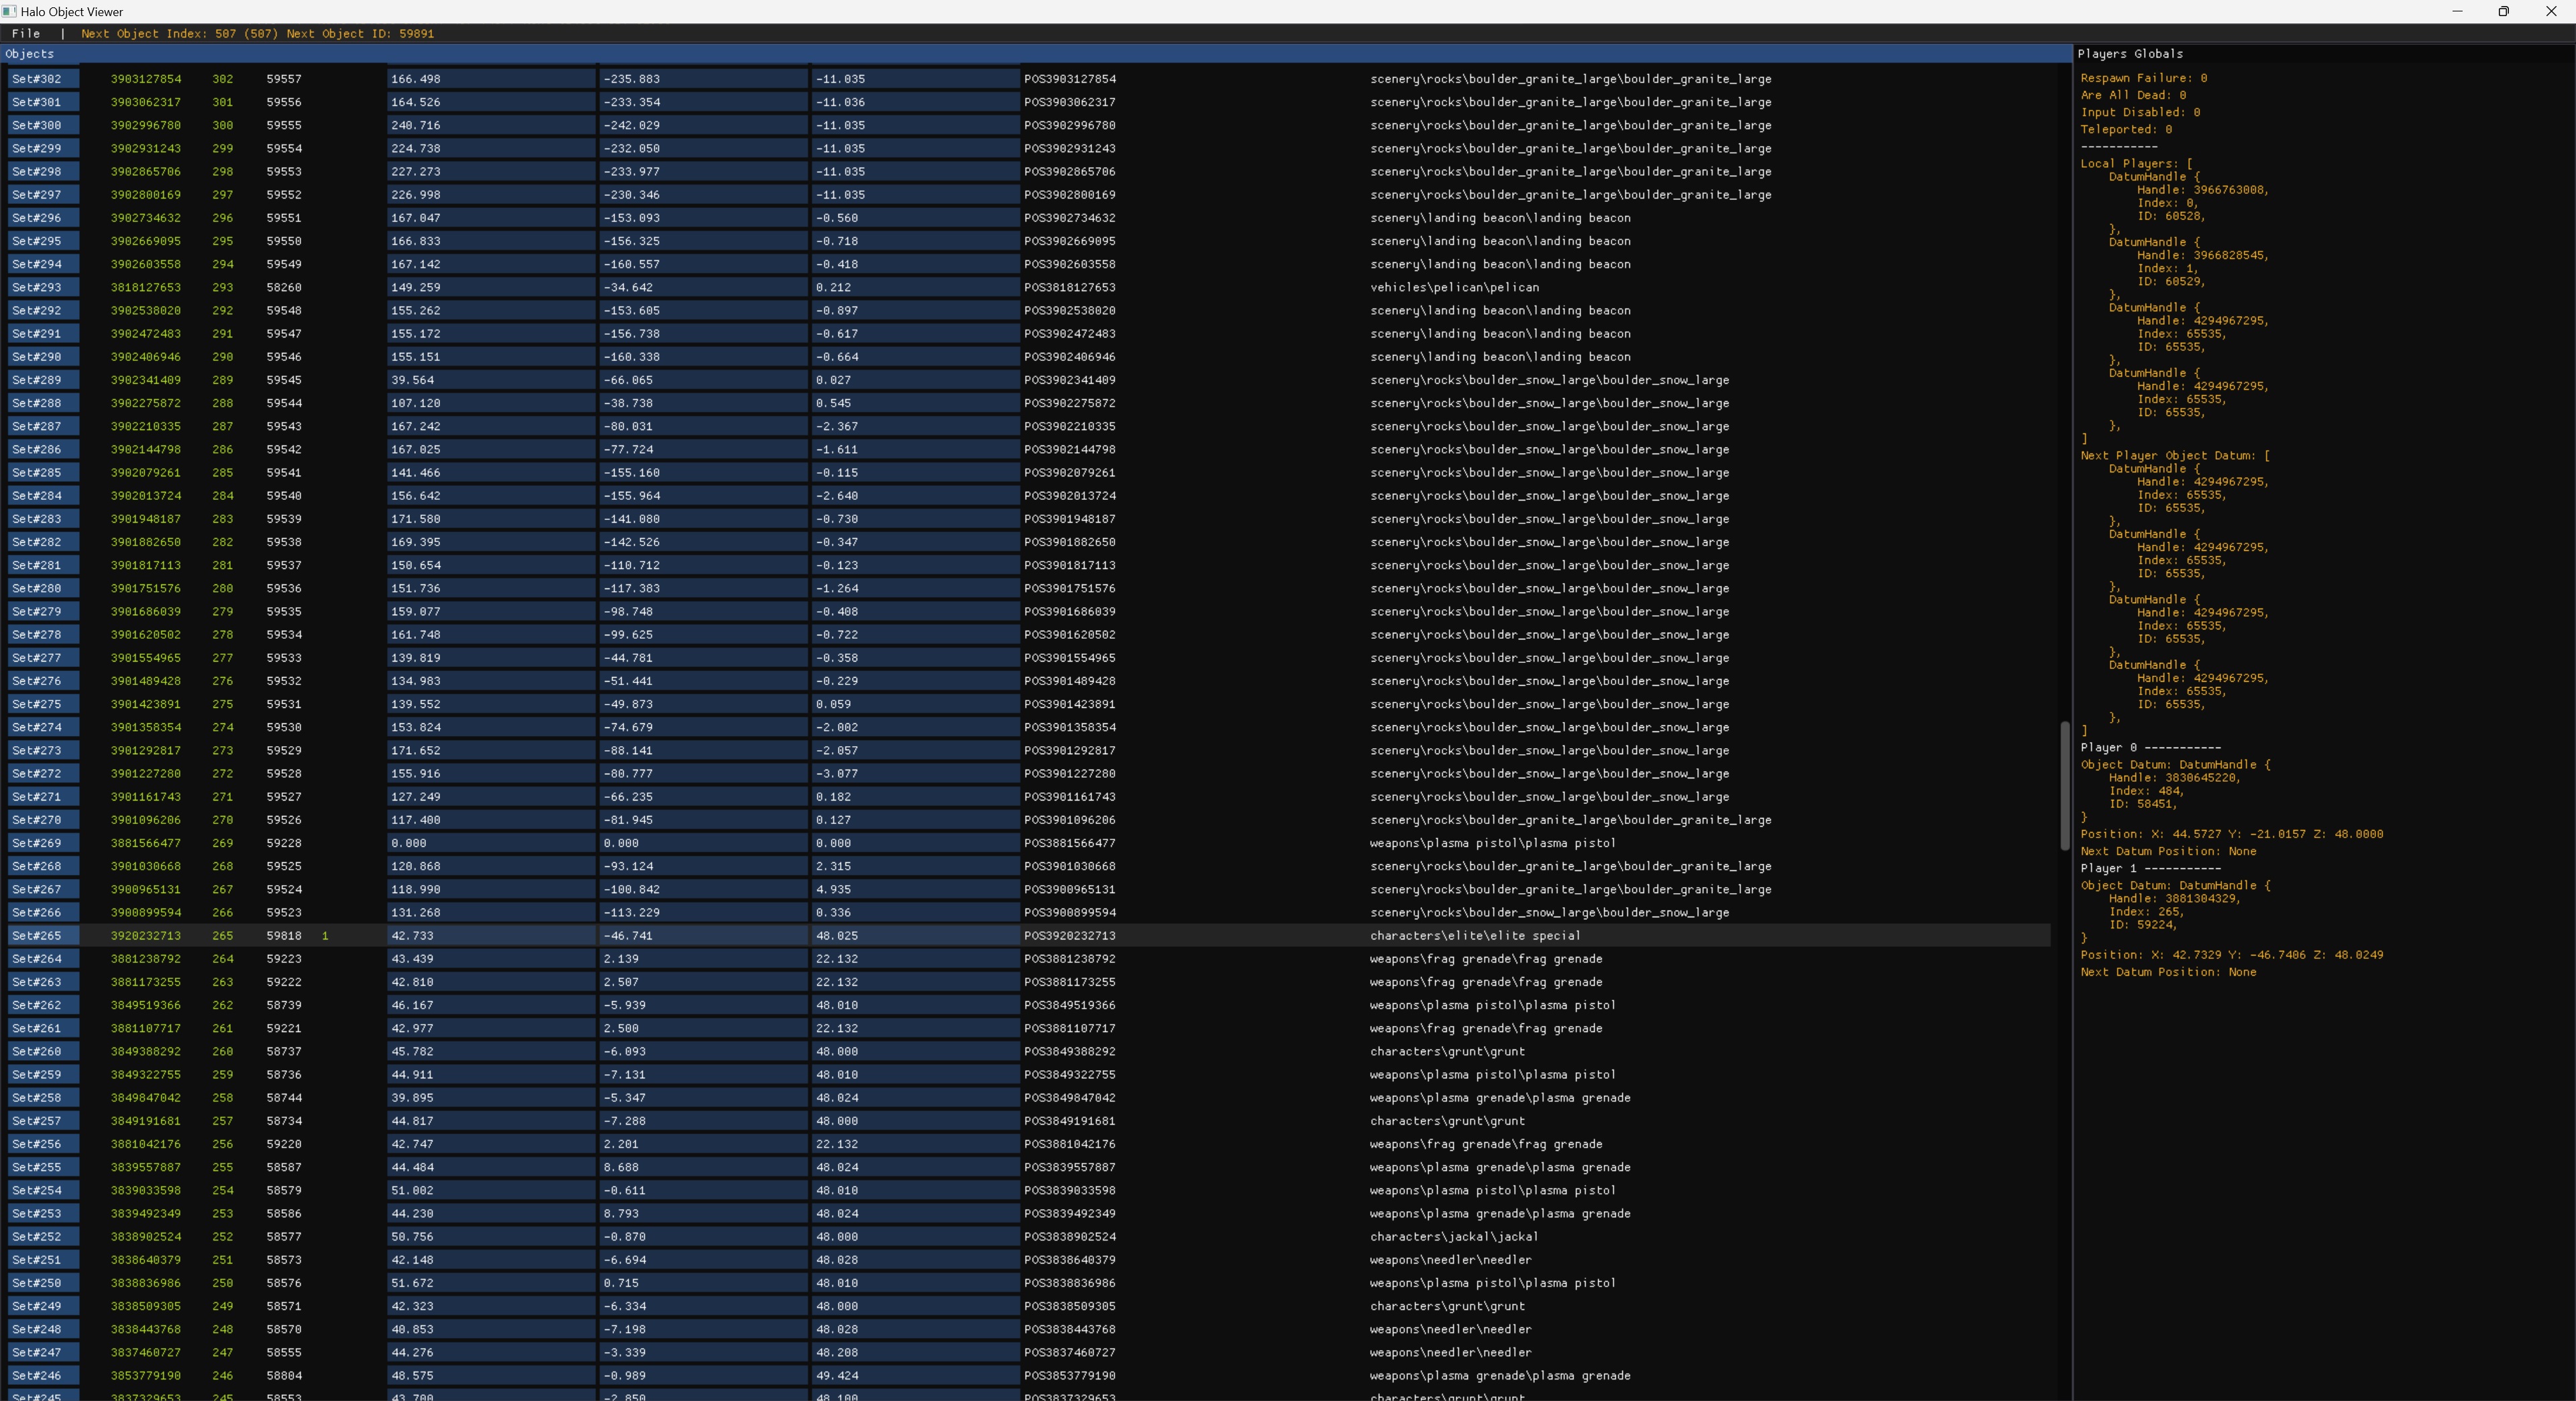 Halo Object Viewer
File | Next Object Index: 507 (507) Next Object ID: 59891
Objects
Set#302 3903127854 302 59557 166.498 -235.883 -11.035 POS3903127854 scenery\rocks\boulder_granite_large\boulder_granite_large
Set#301 3903062317 301 59556 164.526 -233.354 -11.036 POS3903062317 scenery\rocks\boulder_granite_large\boulder_granite_large
Set#300 3902996780 300 59555 240.716 -242.029 -11.035 POS3902996780 scenery\rocks\boulder_granite_large\boulder_granite_large
Set#299 3902931243 299 59554 224.738 -232.050 -11.035 POS3902931243 scenery\rocks\boulder_granite_large\boulder_granite_large
Set#298 3902865706 298 59553 227.273 -233.977 -11.035 POS3902865706 scenery\rocks\boulder_granite_large\boulder_granite_large
Set#297 3902800169 297 59552 226.998 -230.346 -11.035 POS3902800169 scenery\rocks\boulder_granite_large\boulder_granite_large
Set#296 3902734632 296 59551 167.047 -153.093 -0.560 POS3902734632 scenery\landing beacon\landing beacon
Set#295 3902669095 295 59550 166.833 -156.325 -0.718 POS3902669095 scenery\landing beacon\landing beacon
Set#294 3902603558 294 59549 167.142 -160.557 -0.418 POS3902603558 scenery\landing beacon\landing beacon
Set#293 3818127653 293 58260 149.259 -34.642 0.212 POS3818127653 vehicles\pelican\pelican
Set#292 3902538020 292 59548 155.262 -153.605 -0.897 POS3902538020 scenery\landing beacon\landing beacon
Set#291 3902472483 291 59547 155.172 -156.738 -0.617 POS3902472483 scenery\landing beacon\landing beacon
Set#290 3902406946 290 59546 155.151 -160.338 -0.664 POS3902406946 scenery\landing beacon\landing beacon
Set#289 3902341409 289 59545 39.564 -66.065 0.027 POS3902341409 scenery\rocks\boulder_snow_large\boulder_snow_large
Set#288 3902275872 288 59544 107.120 -38.738 0.545 POS3902275872 scenery\rocks\boulder_snow_large\boulder_snow_large
Set#287 3902210335 287 59543 167.242 -80.031 -2.367 POS3902210335 scenery\rocks\boulder_snow_large\boulder_snow_large
Set#286 3902144798 286 59542 167.025 -77.724 -1.611 POS3902144798 scenery\rocks\boulder_snow_large\boulder_snow_large
Set#285 3902079261 285 59541 141.466 -155.160 -0.115 POS3902079261 scenery\rocks\boulder_snow_large\boulder_snow_large
Set#284 3902013724 284 59540 156.642 -155.964 -2.640 POS3902013724 scenery\rocks\boulder_snow_large\boulder_snow_large
Set#283 3901948187 283 59539 171.580 -141.080 -0.730 POS3901948187 scenery\rocks\boulder_snow_large\boulder_snow_large
Set#282 3901882650 282 59538 169.395 -142.526 -0.347 POS3901882650 scenery\rocks\boulder_snow_large\boulder_snow_large
Set#281 3901817113 281 59537 150.654 -110.712 -0.123 POS3901817113 scenery\rocks\boulder_snow_large\boulder_snow_large
Set#280 3901751576 280 59536 151.736 -117.383 -1.264 POS3901751576 scenery\rocks\boulder_snow_large\boulder_snow_large
Set#279 3901686039 279 59535 159.077 -98.748 -0.408 POS3901686039 scenery\rocks\boulder_snow_large\boulder_snow_large
Set#278 3901620502 278 59534 161.748 -99.625 -0.722 POS3901620502 scenery\rocks\boulder_snow_large\boulder_snow_large
Set#277 3901554965 277 59533 139.819 -44.781 -0.358 POS3901554965 scenery\rocks\boulder_snow_large\boulder_snow_large
Set#276 3901489428 276 59532 134.983 -51.441 -0.229 POS3901489428 scenery\rocks\boulder_snow_large\boulder_snow_large
Set#275 3901423891 275 59531 139.552 -49.873 0.059 POS3901423891 scenery\rocks\boulder_snow_large\boulder_snow_large
Set#274 3901358354 274 59530 153.824 -74.679 -2.002 POS3901358354 scenery\rocks\boulder_snow_large\boulder_snow_large
Set#273 3901292817 273 59529 171.652 -88.141 -2.057 POS3901292817 scenery\rocks\boulder_snow_large\boulder_snow_large
Set#272 3901227280 272 59528 155.916 -80.777 -3.077 POS3901227280 scenery\rocks\boulder_snow_large\boulder_snow_large
Set#271 3901161743 271 59527 127.249 -66.235 0.182 POS3901161743 scenery\rocks\boulder_snow_large\boulder_snow_large
Set#270 3901096206 270 59526 117.400 -81.945 0.127 POS3901096206 scenery\rocks\boulder_granite_large\boulder_granite_large
Set#269 3881566477 269 59228 0.000 0.000 0.000 POS3881566477 weapons\plasma pistol\plasma pistol
Set#268 3901030668 268 59525 120.868 -93.124 2.315 POS3901030668 scenery\rocks\boulder_granite_large\boulder_granite_large
Set#267 3900965131 267 59524 118.990 -100.842 4.935 POS3900965131 scenery\rocks\boulder_granite_large\boulder_granite_large
Set#266 3900899594 266 59523 131.268 -113.229 0.336 POS3900899594 scenery\rocks\boulder_snow_large\boulder_snow_large
Set#265 3920232713 265 59818 1 42.733 -46.741 48.025 POS3920232713 characters\elite\elite special
Set#264 3881238792 264 59223 43.439 2.139 22.132 POS3881238792 weapons\frag grenade\frag grenade
Set#263 3881173255 263 59222 42.810 2.507 22.132 POS3881173255 weapons\frag grenade\frag grenade
Set#262 3849519366 262 58739 46.167 -5.939 48.010 POS3849519366 weapons\plasma pistol\plasma pistol
Set#261 3881107717 261 59221 42.977 2.500 22.132 POS3881107717 weapons\frag grenade\frag grenade
Set#260 3849388292 260 58737 45.782 -6.093 48.000 POS3849388292 characters\grunt\grunt
Set#259 3849322755 259 58736 44.911 -7.131 48.010 POS3849322755 weapons\plasma pistol\plasma pistol
Set#258 3849847042 258 58744 39.895 -5.347 48.024 POS3849847042 weapons\plasma grenade\plasma grenade
Set#257 3849191681 257 58734 44.817 -7.288 48.000 POS3849191681 characters\grunt\grunt
Set#256 3881042176 256 59220 42.747 2.201 22.132 POS3881042176 weapons\frag grenade\frag grenade
Set#255 3839557887 255 58587 44.484 8.688 48.024 POS3839557887 weapons\plasma grenade\plasma grenade
Set#254 3839033598 254 58579 51.002 -0.611 48.010 POS3839033598 weapons\plasma pistol\plasma pistol
Set#253 3839492349 253 58586 44.230 8.793 48.024 POS3839492349 weapons\plasma grenade\plasma grenade
Set#252 3838902524 252 58577 50.756 -0.870 48.000 POS3838902524 characters\jackal\jackal
Set#251 3838640379 251 58573 42.148 -6.694 48.028 POS3838640379 weapons\needler\needler
Set#250 3838836986 250 58576 51.672 0.715 48.010 POS3838836986 weapons\plasma pistol\plasma pistol
Set#249 3838509305 249 58571 42.323 -6.334 48.000 POS3838509305 characters\grunt\grunt
Set#248 3838443768 248 58570 40.853 -7.198 48.028 POS3838443768 weapons\needler\needler
Set#247 3837460727 247 58555 44.276 -3.339 48.208 POS3837460727 weapons\needler\needler
Set#246 3853779190 246 58804 48.575 -0.989 49.424 POS3853779190 weapons\plasma grenade\plasma grenade
Set#245 3837329653 245 58553 43.700 -2.850 48.100 POS3837329653 characters\grunt\grunt
Players Globals
Respawn Failure: 0
Are All Dead: 0
Input Disabled: 0
Teleported: 0
-----------
Local Players: [
DatumHandle {
Handle: 3966763008,
Index: 0,
ID: 60528,
},
DatumHandle {
Handle: 3966828545,
Index: 1,
ID: 60529,
},
DatumHandle {
Handle: 4294967295,
Index: 65535,
ID: 65535,
},
DatumHandle {
Handle: 4294967295,
Index: 65535,
ID: 65535,
},
]
Next Player Object Datum: [
DatumHandle {
Handle: 4294967295,
Index: 65535,
ID: 65535,
},
DatumHandle {
Handle: 4294967295,
Index: 65535,
ID: 65535,
},
DatumHandle {
Handle: 4294967295,
Index: 65535,
ID: 65535,
},
DatumHandle {
Handle: 4294967295,
Index: 65535,
ID: 65535,
},
]
Player 0 -----------
Object Datum: DatumHandle {
Handle: 3830645220,
Index: 484,
ID: 58451,
}
Position: X: 44.5727 Y: -21.0157 Z: 48.0000
Next Datum Position: None
Player 1 -----------
Object Datum: DatumHandle {
Handle: 3881304329,
Index: 265,
ID: 59224,
}
Position: X: 42.7329 Y: -46.7406 Z: 48.0249
Next Datum Position: None